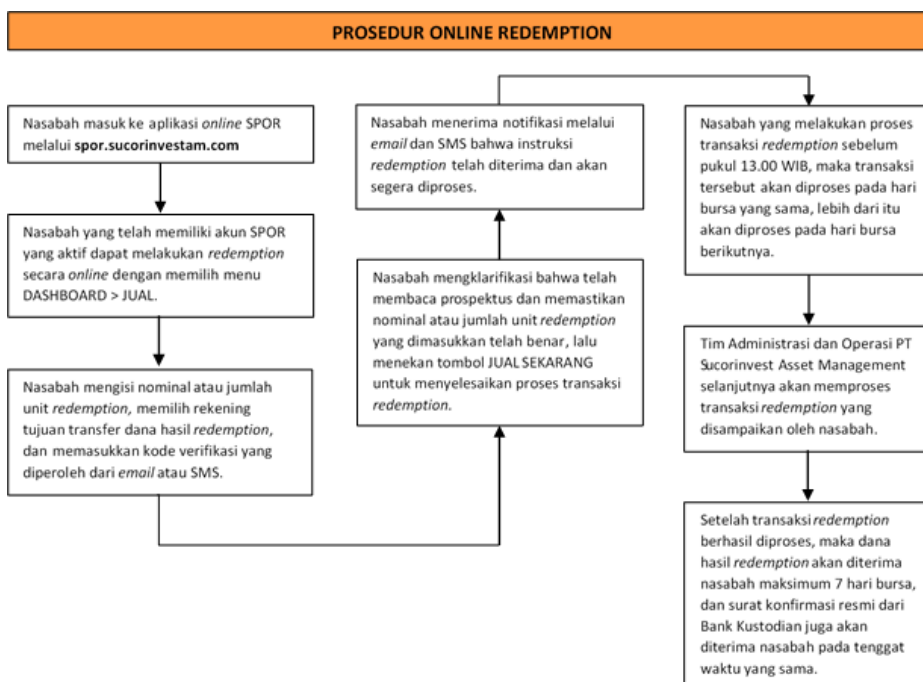 PROSEDUR ONLINE REDEMPTION
Nasabah masuk ke aplikasi online SPOR
melalui spor.sucorinvestam.com
Nasabah yang telah memiliki akun SPOR
yang aktif dapat melakukan redemption
secara online dengan memilih menu
DASHBOARD > JUAL.
Nasabah mengisi nominal atau jumlah
unit redemption, memilih rekening
tujuan transfer dana hasil redemption,
dan memasukkan kode verifikasi yang
diperoleh dari email atau SMS.
Nasabah mengklarifikasi bahwa telah
membaca prospektus dan memastikan
nominal atau jumlah unit redemption
yang dimasukkan telah benar, lalu
menekan tombol JUAL SEKARANG
untuk menyelesaikan proses transaksi
redemption.
Nasabah menerima notifikasi melalui
email dan SMS bahwa instruksi
redemption telah diterima dan akan
segera diproses.
Nasabah yang melakukan proses
transaksi redemption sebelum
pukul 13.00 WIB, maka transaksi
tersebut akan diproses pada hari
bursa yang sama, lebih dari itu
akan diproses pada hari bursa
berikutnya.
Tim Administrasi dan Operasi PT
Sucorinvest Asset Management
selanjutnya akan memproses
transaksi redemption yang
disampaikan oleh nasabah.
Setelah transaksi redemption
berhasil diproses, maka dana
hasil redemption akan diterima
nasabah maksimum 7 hari bursa,
dan surat konfirmasi resmi dari
Bank Kustodian juga akan
diterima nasabah pada tenggat
waktu yang sama.